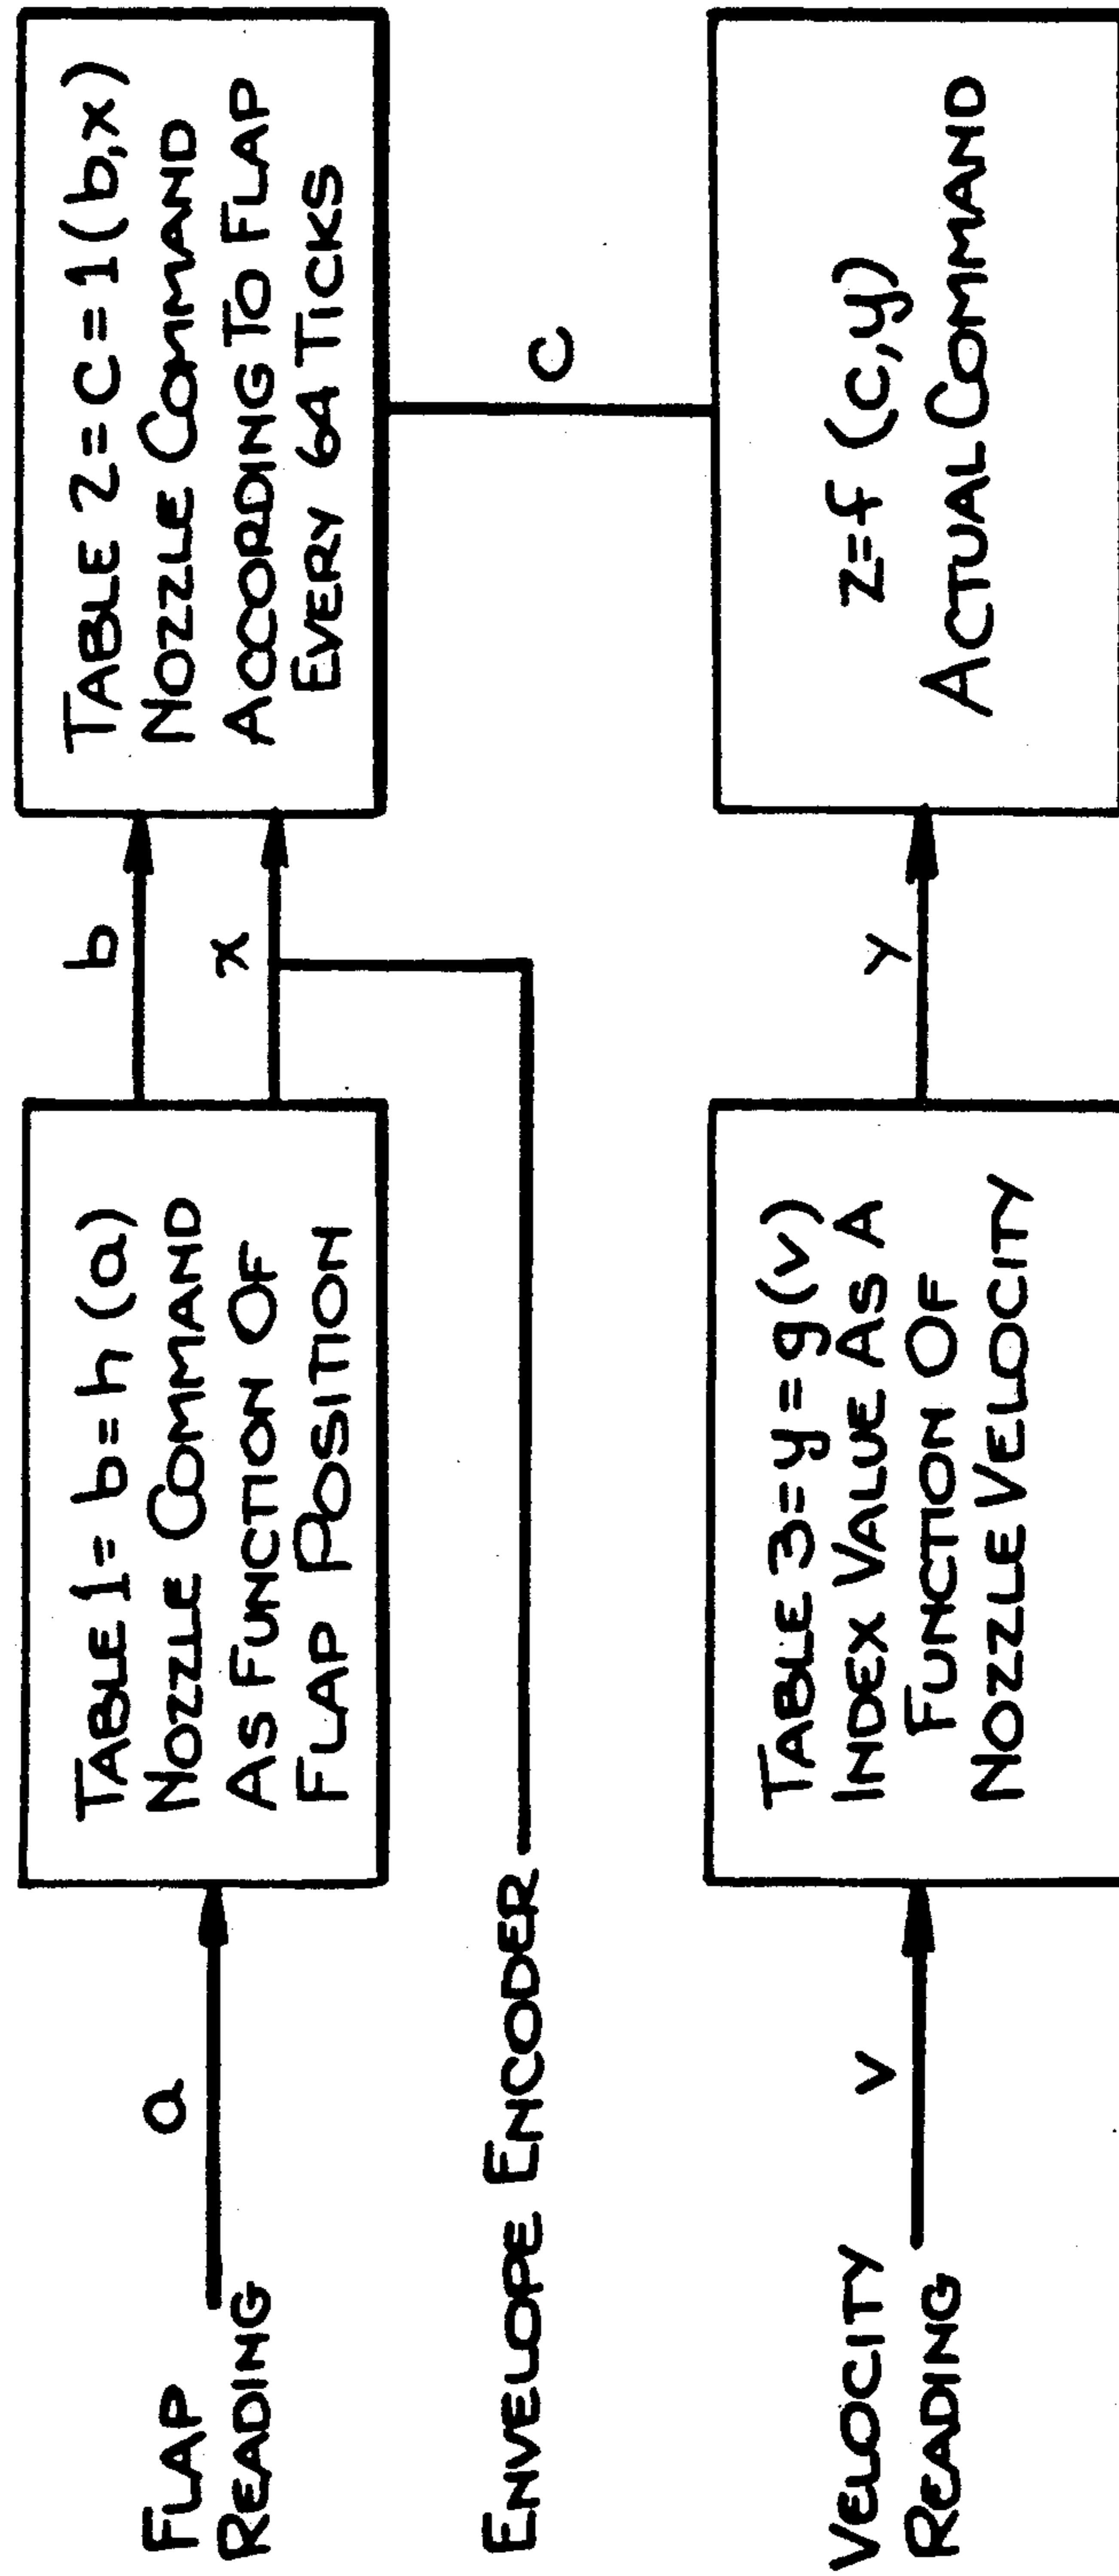 FLAP
READING
a
TABLE 1 = b = h (a)
NOZZLE COMMAND
AS FUNCTION OF
FLAP POSITION
b
x
TABLE 2 = C = 1 (b,x)
NOZZLE COMMAND
ACCORDING TO FLAP
EVERY 64 TICKS
ENVELOPE ENCODER
C
VELOCITY
READING
V
TABLE 3 = y = g (v)
INDEX VALUE AS A
FUNCTION OF
NOZZLE VELOCITY
Y
Z=f (c,y)
ACTUAL COMMAND